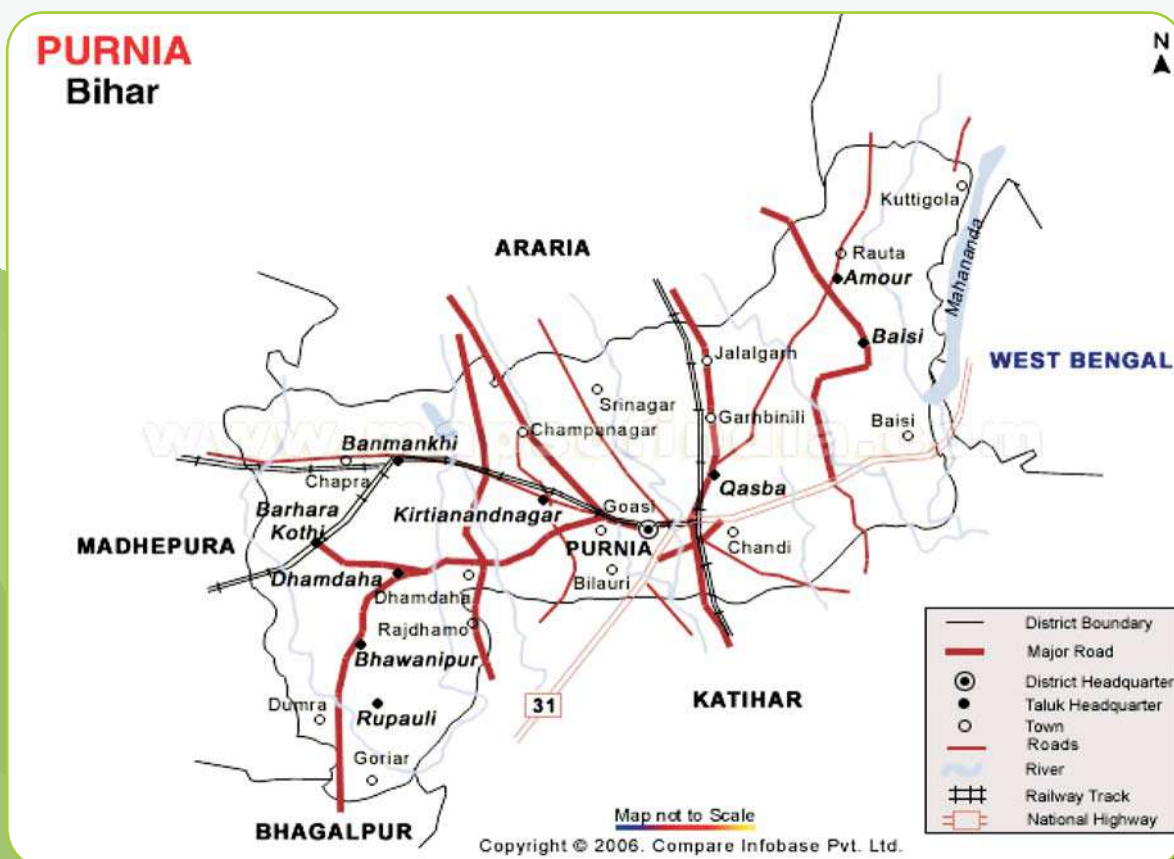 PURNIA
Bihar
N
Kuttigola
Mahananda
ARARIA
Rauta
Amour
Baisi
WEST BENGAL
Jalalgarh
Srinagar
Garhbinili
Baisi
Champanagar
www.mapsofindia.com
Banmankhi
Chapra
Qasba
Barhara
Kothi
Kirtianandnagar
Goasi
MADHEPURA
PURNIA
Chandi
Dhamdaha
Dhamdaha
Bilauri
Rajdhamo
Bhawanipur
Dumra
Rupauli
31
KATIHAR
Goriar
BHAGALPUR
District Boundary
Major Road
District Headquarter
Taluk Headquarter
Town
Roads
River
Railway Track
National Highway
Map not to Scale
Copyright © 2006. Compare Infobase Pvt. Ltd.